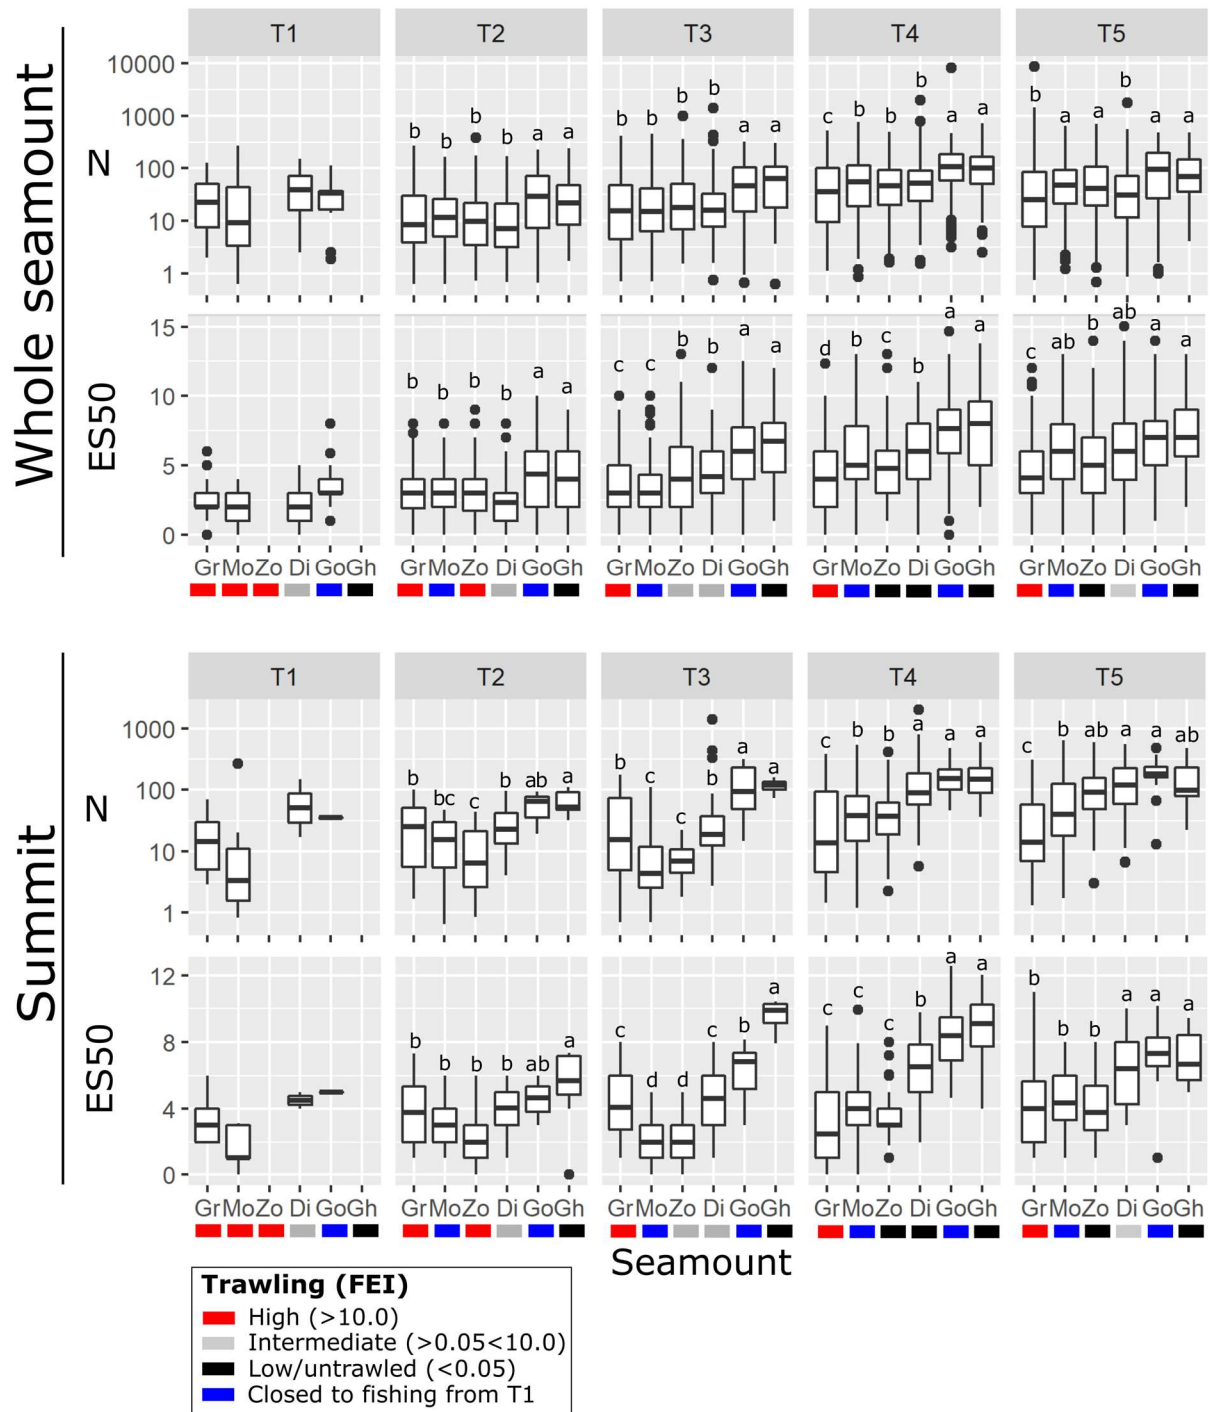 Whole seamount
T1 T2 T3 T4 T5
N
10000
1000
100
10
1
b b b b a a
b b b b a a
c b b b a a
b a a b a a
ES50
15
10
5
0
b b b b a a
c c b b a a
d b c b a a
c ab b ab a a
Gr Mo Zo Di Go Gh
Gr Mo Zo Di Go Gh
Gr Mo Zo Di Go Gh
Gr Mo Zo Di Go Gh
Gr Mo Zo Di Go Gh
Summit
T1 T2 T3 T4 T5
N
1000
100
10
1
b bc c b ab a
b c c b a a
c b b a a a
c b ab a a ab
ES50
12
8
4
0
b b b b ab a
c d d c b a
c c c b a a
b b b a a a
Gr Mo Zo Di Go Gh
Gr Mo Zo Di Go Gh
Gr Mo Zo Di Go Gh
Gr Mo Zo Di Go Gh
Gr Mo Zo Di Go Gh
Seamount
Trawling (FEI)
High (>10.0)
Intermediate (>0.05<10.0)
Low/untrawled (<0.05)
Closed to fishing from T1